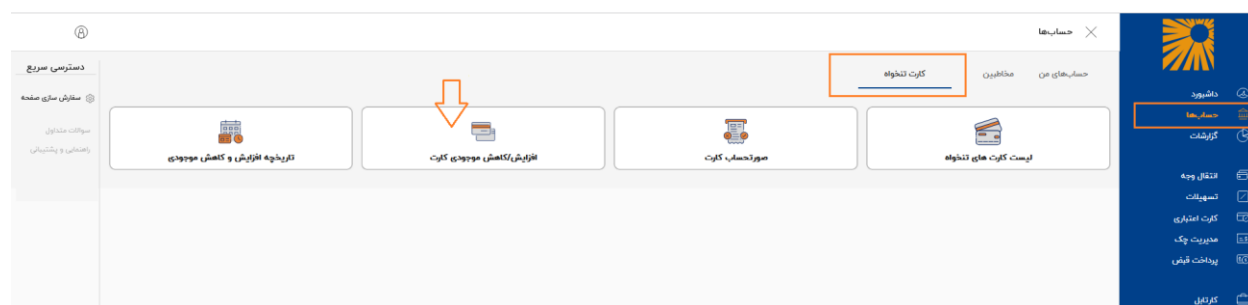 حساب‌ها
حساب‌های من
مخاطبین
کارت تنخواه
لیست کارت های تنخواه
صورتحساب کارت
افزایش/کاهش موجودی کارت
تاریخچه افزایش و کاهش موجودی
داشبورد
حساب‌ها
گزارشات
انتقال وجه
تسهیلات
کارت اعتباری
مدیریت چک
پرداخت قبض
کارتابل
دسترسی سریع
سفارش سازی صفحه
سوالات متداول
راهنمایی و پشتیبانی